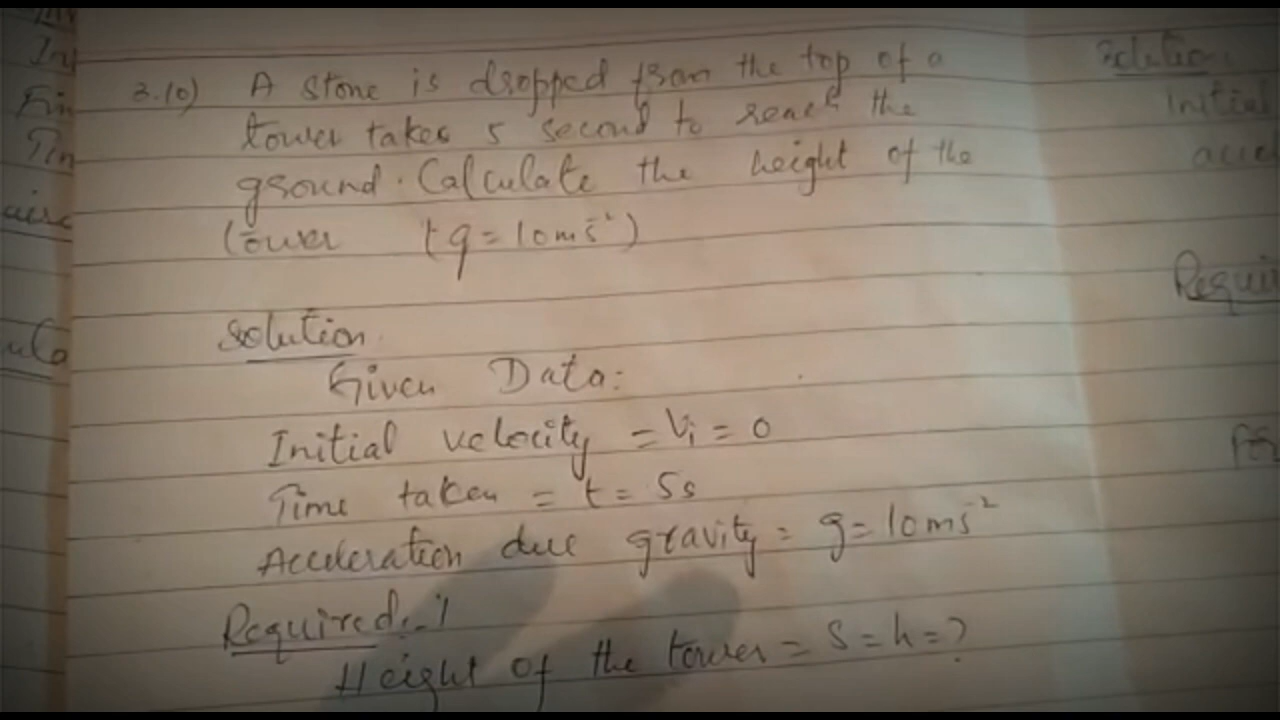 3.10) A stone is dropped from the top of a
tower takes 5 second to reach the
ground. Calculate the height of the
tower (g = 10ms⁻²)
Solution
Given Data:
Initial velocity = Vi = 0
Time taken = t = 5s
Acceleration due gravity = g = 10ms⁻²
Required:-
Height of the tower = S = h = ?
Solution
Initial